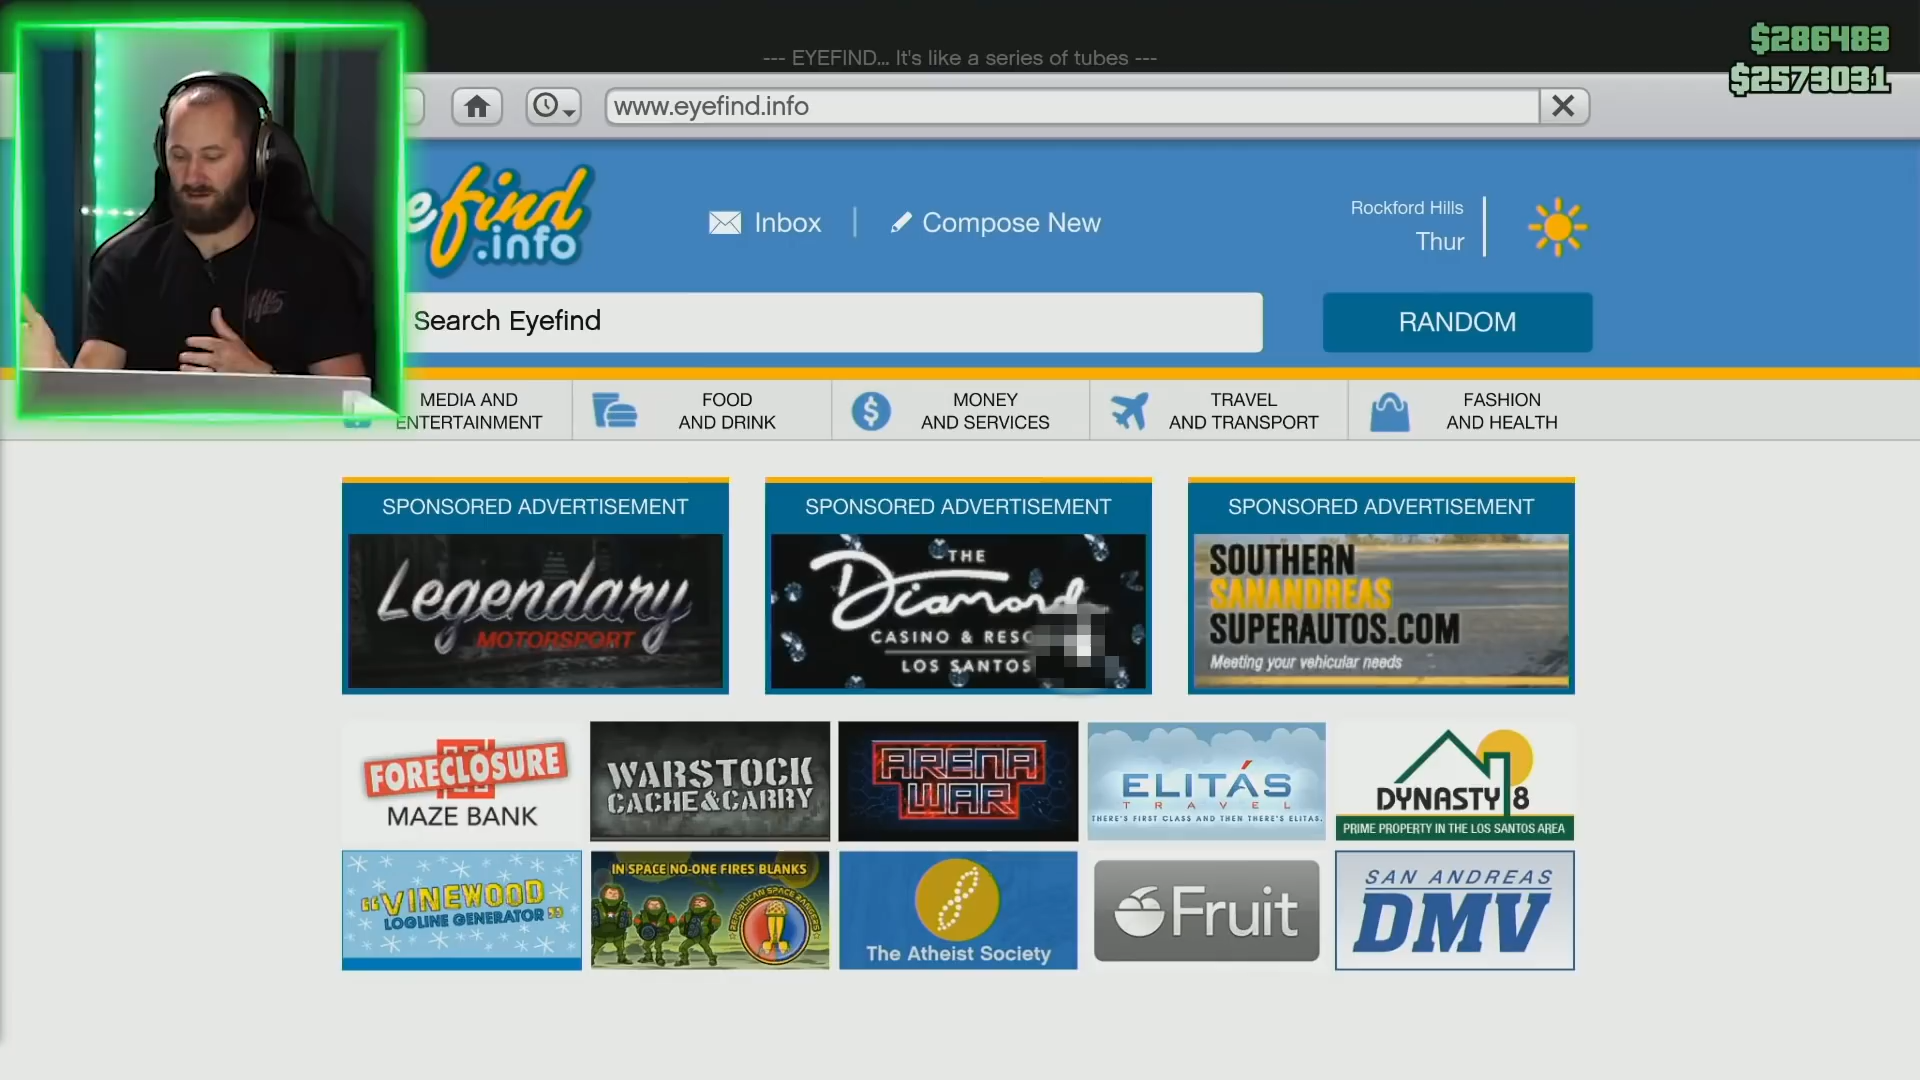 --- EYEFIND... It's like a series of tubes ---
$286483
$2573031
www.eyefind.info
eyefind
.info
Inbox
Compose New
Rockford Hills
Thur
Search Eyefind
RANDOM
MEDIA AND
ENTERTAINMENT
FOOD
AND DRINK
MONEY
AND SERVICES
TRAVEL
AND TRANSPORT
FASHION
AND HEALTH
SPONSORED ADVERTISEMENT
Legendary
MOTORSPORT
SPONSORED ADVERTISEMENT
THE
Diamond
CASINO & RESO
LOS SANTOS
SPONSORED ADVERTISEMENT
SOUTHERN
SANANDREAS
SUPERAUTOS.COM
Meeting your vehicular needs
FORECLOSURE
MAZE BANK
WARSTOCK
CACHE&CARRY
ARENA
WAR
ELITÁS
TRAVEL
THERE'S FIRST CLASS AND THEN THERE'S ELITAS.
DYNASTY 8
PRIME PROPERTY IN THE LOS SANTOS AREA
"VINEWOOD
LOGLINE GENERATOR"
IN SPACE NO-ONE FIRES BLANKS
REPUBLICAN SPACE RANGERS
The Atheist Society
Fruit
SAN ANDREAS
DMV